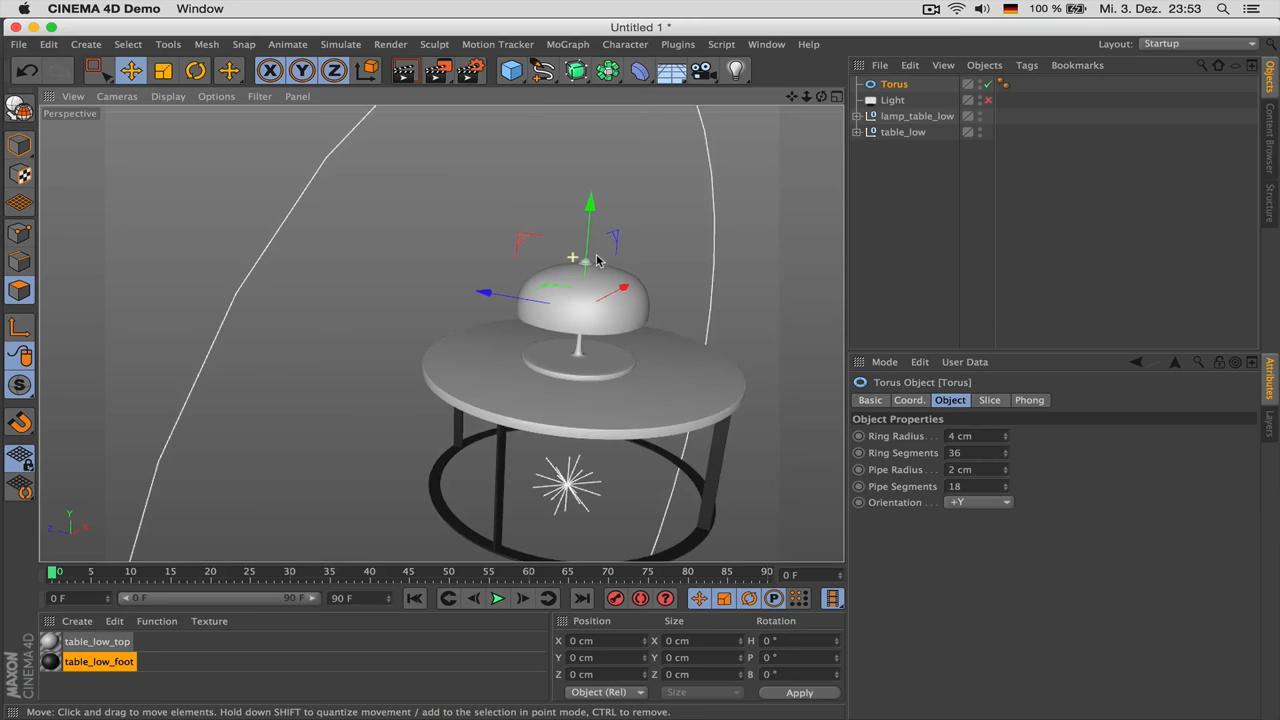 CINEMA 4D Demo Window 100 % Mi. 3. Dez. 23:53
Untitled 1 *
File Edit Create Select Tools Mesh Snap Animate Simulate Render Sculpt Motion Tracker MoGraph Character Plugins Script Window Help Layout: Startup
X Y Z
View Cameras Display Options Filter Panel
Perspective
File Edit View Objects Tags Bookmarks
Torus
Light
lamp_table_low
table_low
Objects
Content Browser
Structure
Mode Edit User Data
Torus Object [Torus]
Basic Coord. Object Slice Phong
Object Properties
Ring Radius . . . 4 cm
Ring Segments 36
Pipe Radius . . 2 cm
Pipe Segments 18
Orientation . . . +Y
Attributes
Layers
Y
Z X
0 5 10 15 20 25 30 35 40 45 50 55 60 65 70 75 80 85 90 0 F
0 F 0 F 90 F 90 F
Create Edit Function Texture
table_low_top
table_low_foot
Position Size Rotation
X 0 cm X 0 cm H 0 °
Y 0 cm Y 0 cm P 0 °
Z 0 cm Z 0 cm B 0 °
Object (Rel) Size Apply
MAXON CINEMA 4D
Move: Click and drag to move elements. Hold down SHIFT to quantize movement / add to the selection in point mode, CTRL to remove.